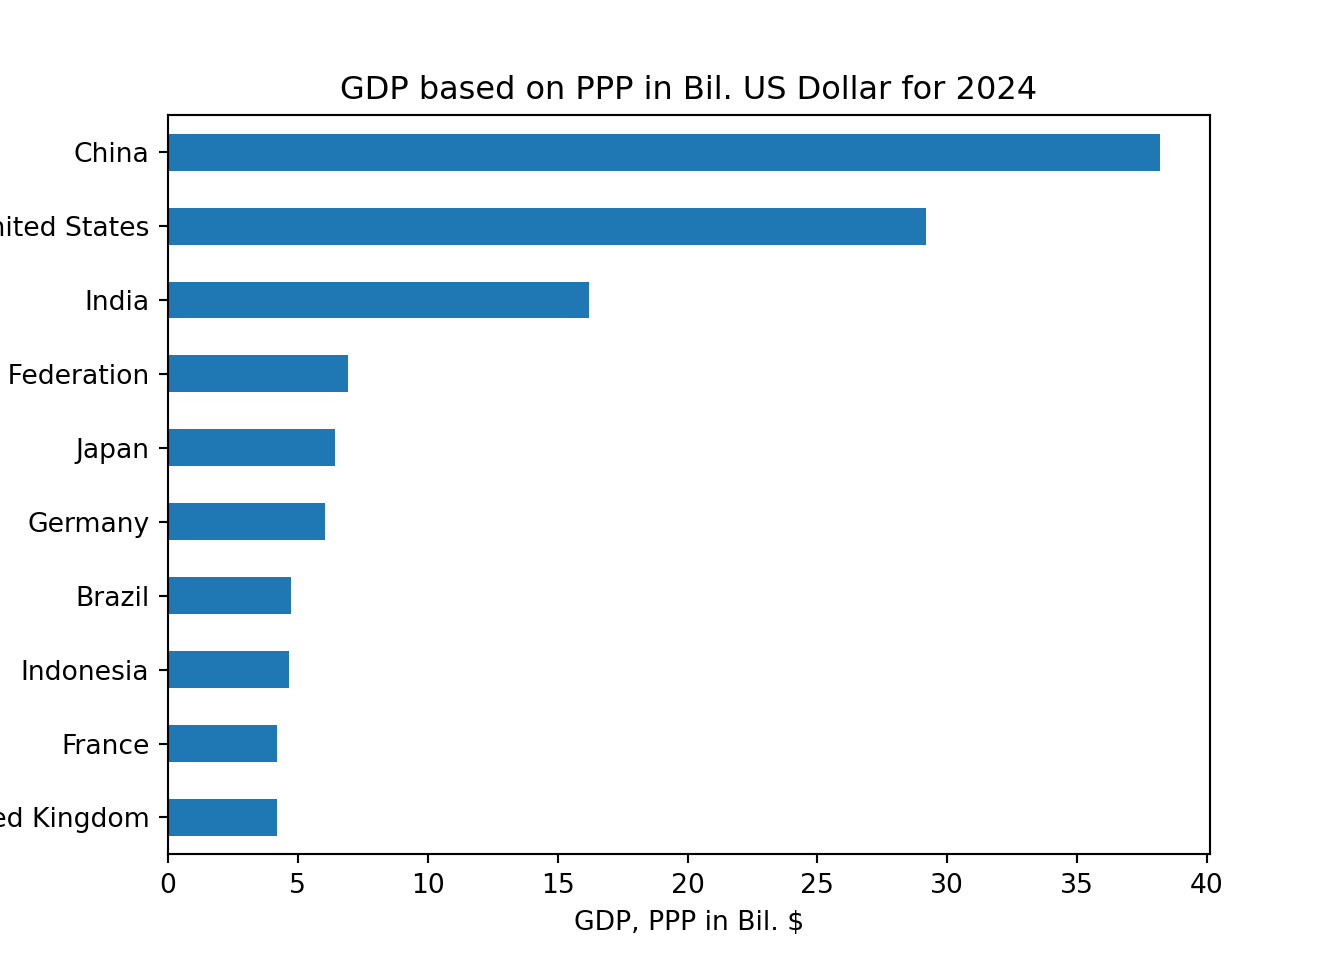 GDP based on PPP in Bil. US Dollar for 2024
China
nited States
India
Federation
Japan
Germany
Brazil
Indonesia
France
ed Kingdom
0 5 10 15 20 25 30 35 40
GDP, PPP in Bil. $